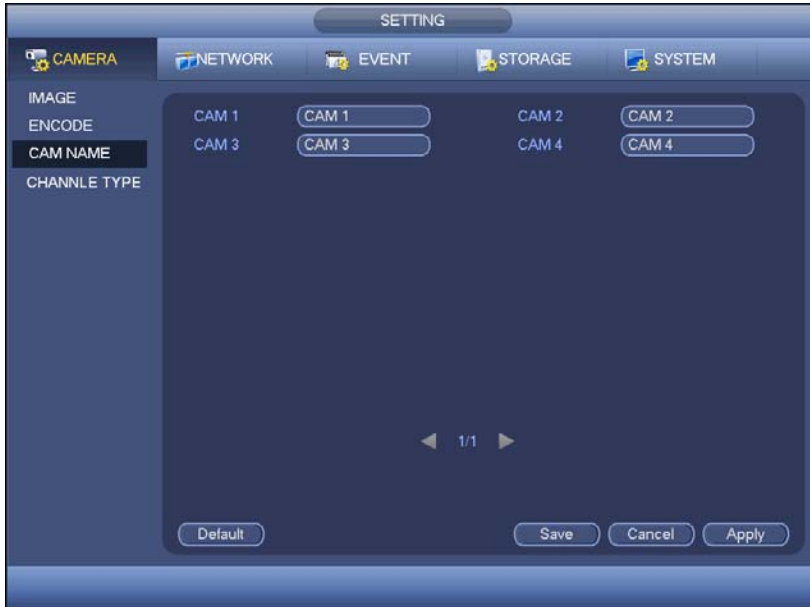 SETTING
CAMERA NETWORK EVENT STORAGE SYSTEM
IMAGE
ENCODE
CAM NAME
CHANNLE TYPE
CAM 1 CAM 1 CAM 2 CAM 2
CAM 3 CAM 3 CAM 4 CAM 4
1/1
Default Save Cancel Apply